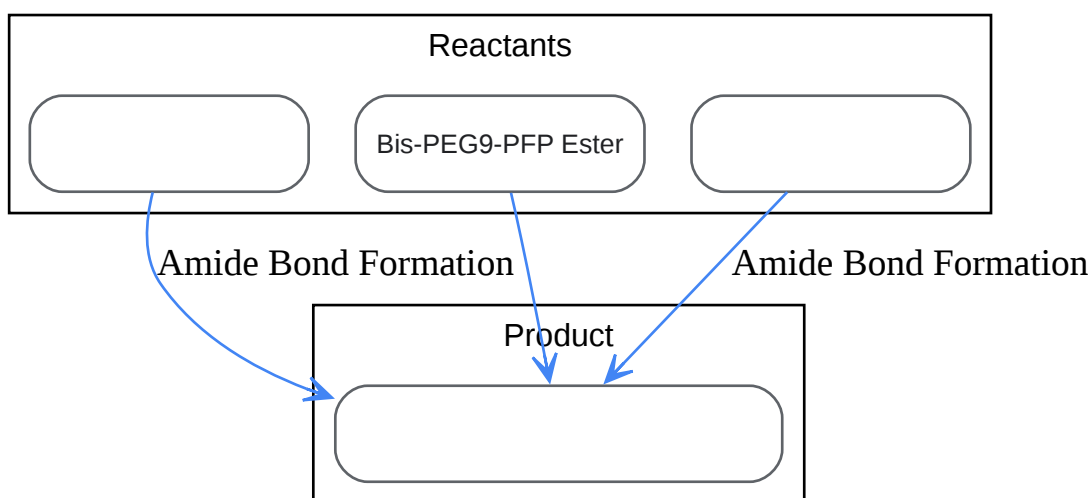 Reactants
Bis-PEG9-PFP Ester
Amide Bond Formation
Amide Bond Formation
Product